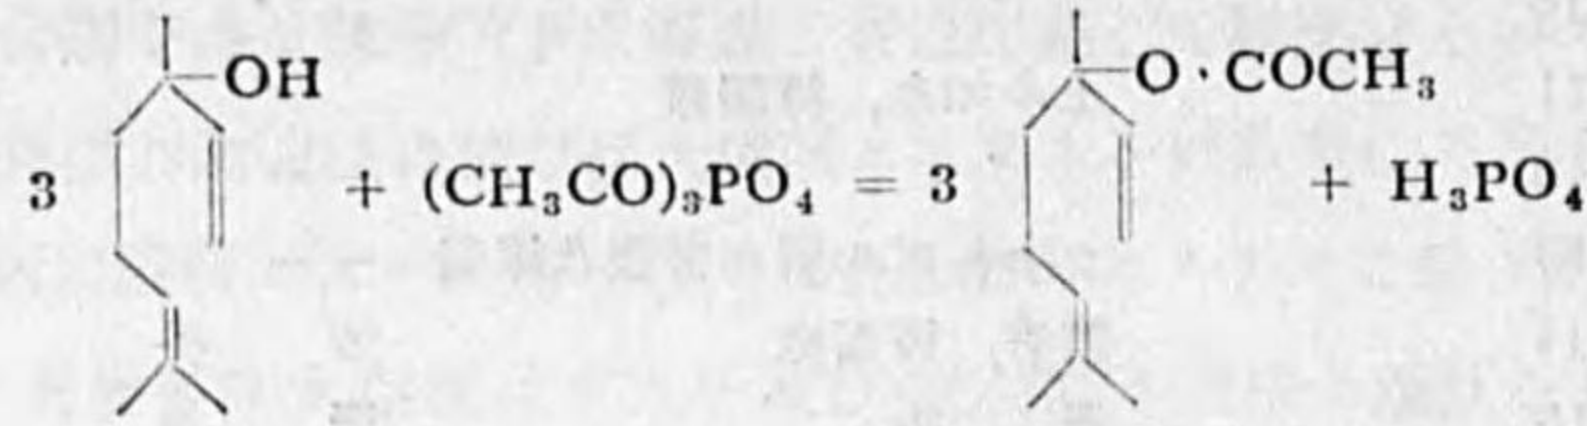 OH
O·COCH₃
3 + (CH₃CO)₃PO₄ = 3 + H₃PO₄